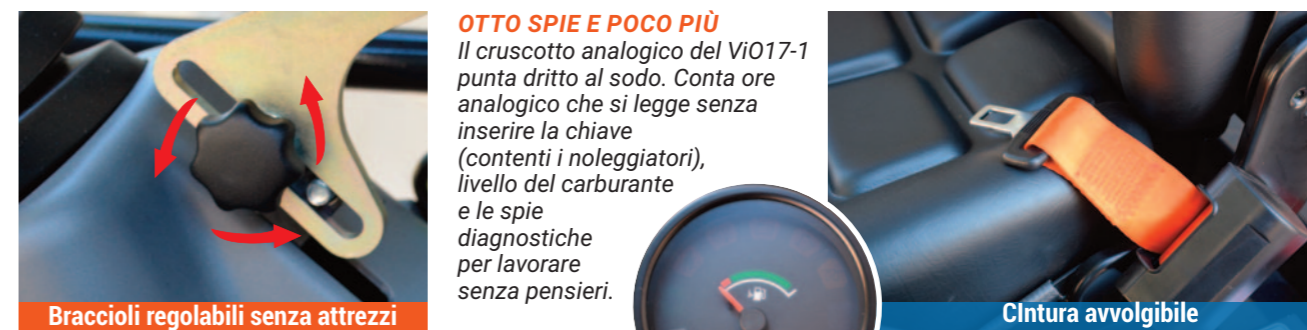 Braccioli regolabili senza attrezzi
OTTO SPIE E POCO PIÙ
Il cruscotto analogico del ViO17-1
punta dritto al sodo. Conta ore
analogico che si legge senza
inserire la chiave
(contenti i noleggiatori),
livello del carburante
e le spie
diagnostiche
per lavorare
senza pensieri.
CIntura avvolgibile